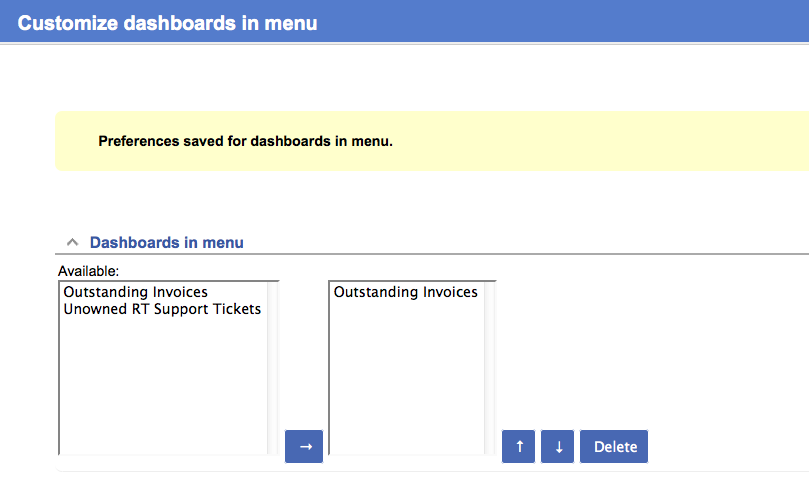 Customize dashboards in menu
Preferences saved for dashboards in menu.
Dashboards in menu
Available:
Outstanding Invoices
Unowned RT Support Tickets
→
Outstanding Invoices
↑ ↓ Delete